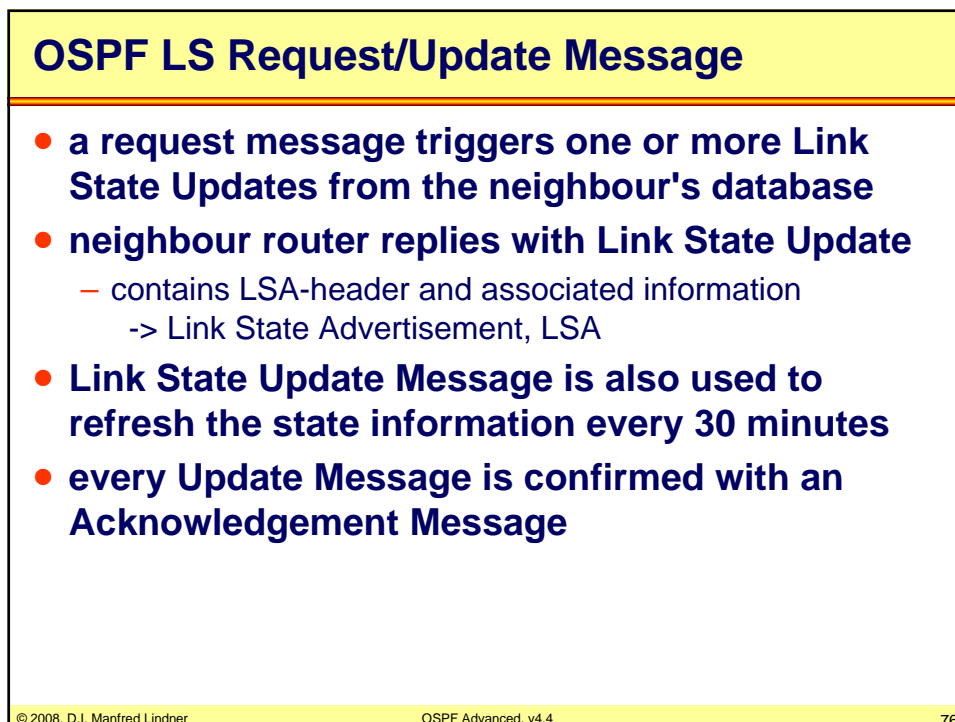 OSPF LS Request/Update Message
● a request message triggers one or more Link
State Updates from the neighbour's database
● neighbour router replies with Link State Update
– contains LSA-header and associated information
-> Link State Advertisement, LSA
● Link State Update Message is also used to
refresh the state information every 30 minutes
● every Update Message is confirmed with an
Acknowledgement Message
© 2008, D.I. Manfred Lindner OSPF Advanced, v4.4 76